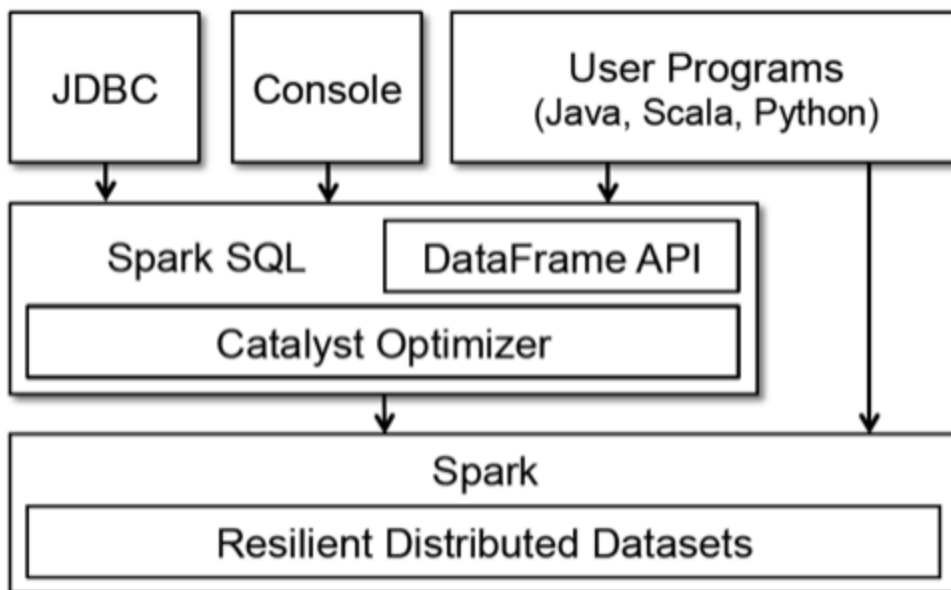 JDBC
Console
User Programs
(Java, Scala, Python)
Spark SQL
DataFrame API
Catalyst Optimizer
Spark
Resilient Distributed Datasets